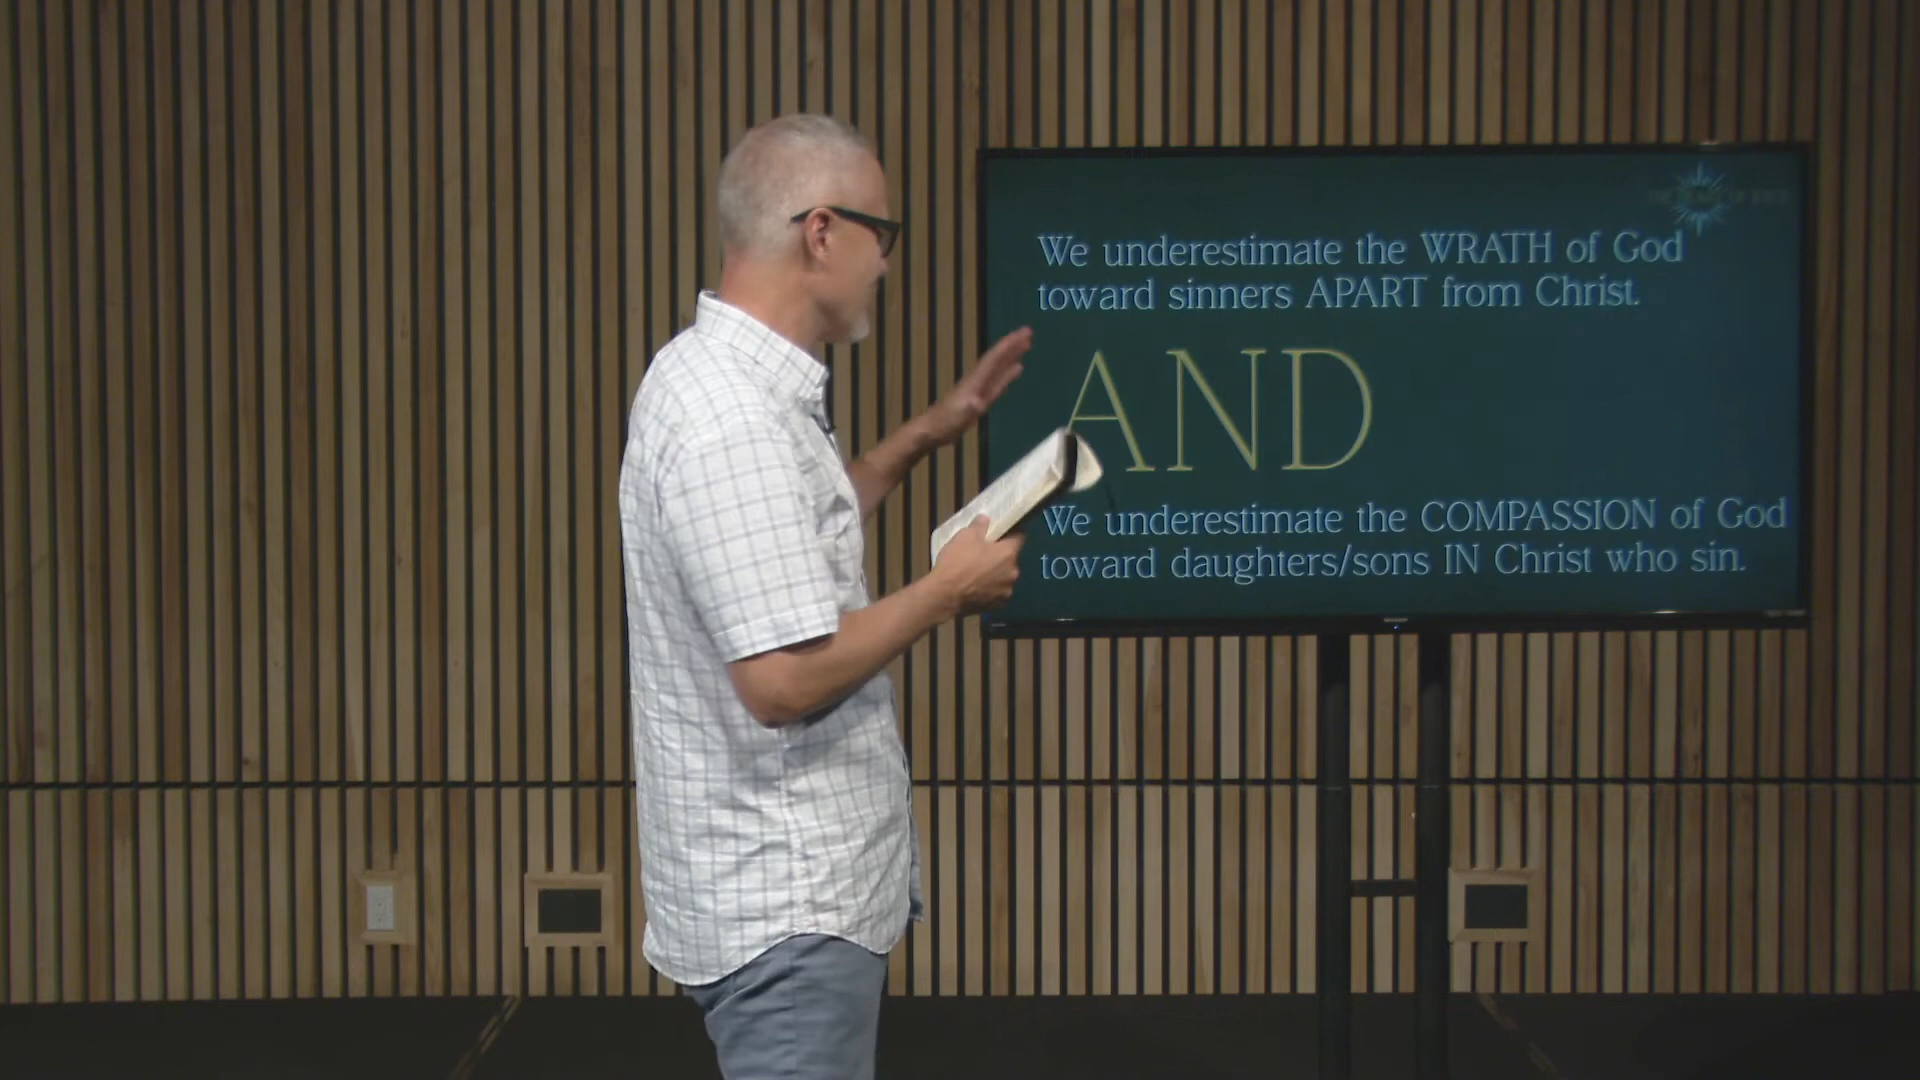 We underestimate the WRATH of God
toward sinners APART from Christ.
AND
We underestimate the COMPASSION of God
toward daughters/sons IN Christ who sin.